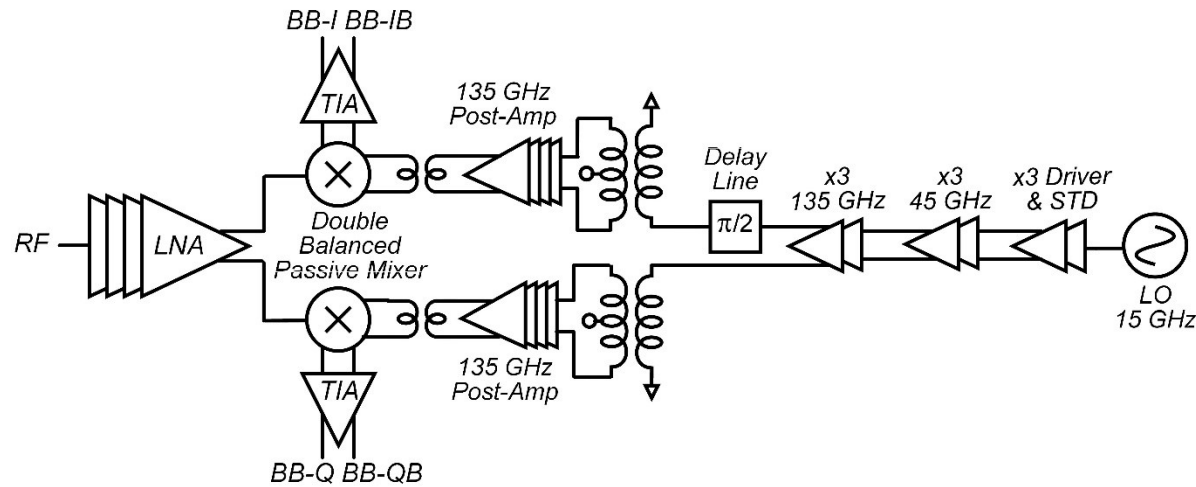 BB-I BB-IB
TIA
135 GHz
Post-Amp
RF
LNA
Double
Balanced
Passive Mixer
Delay
Line
π/2
x3
135 GHz
x3
45 GHz
x3 Driver
& STD
LO
15 GHz
135 GHz
Post-Amp
TIA
BB-Q BB-QB